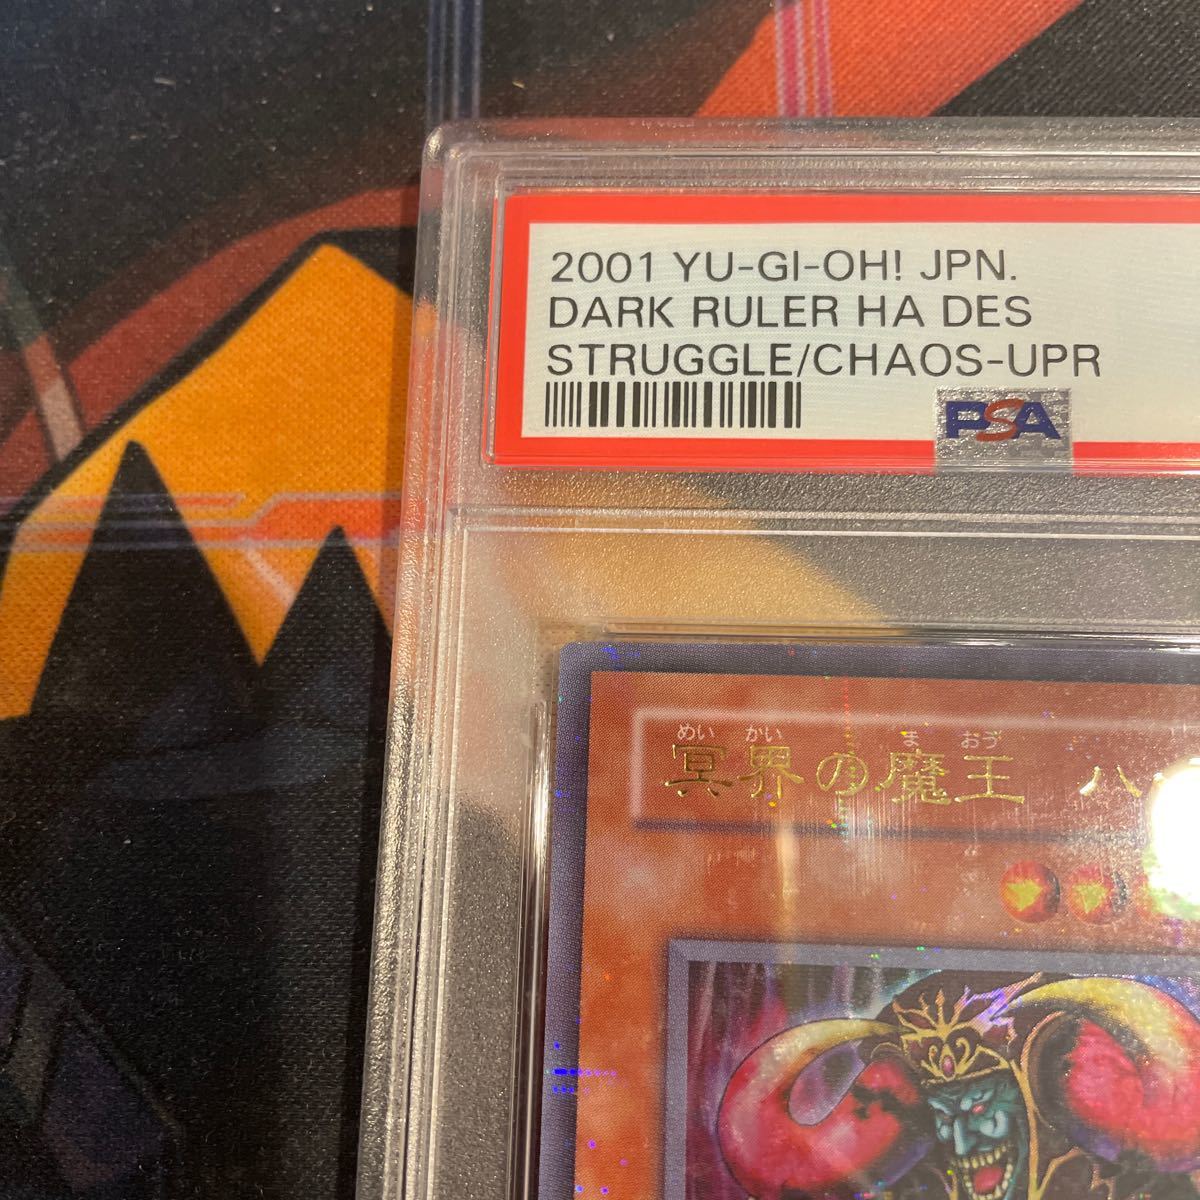 2001 YU-GI-OH! JPN.
DARK RULER HA DES
STRUGGLE/CHAOS-UPR
PSA
めい かい ま おう
冥界の魔王 ハ